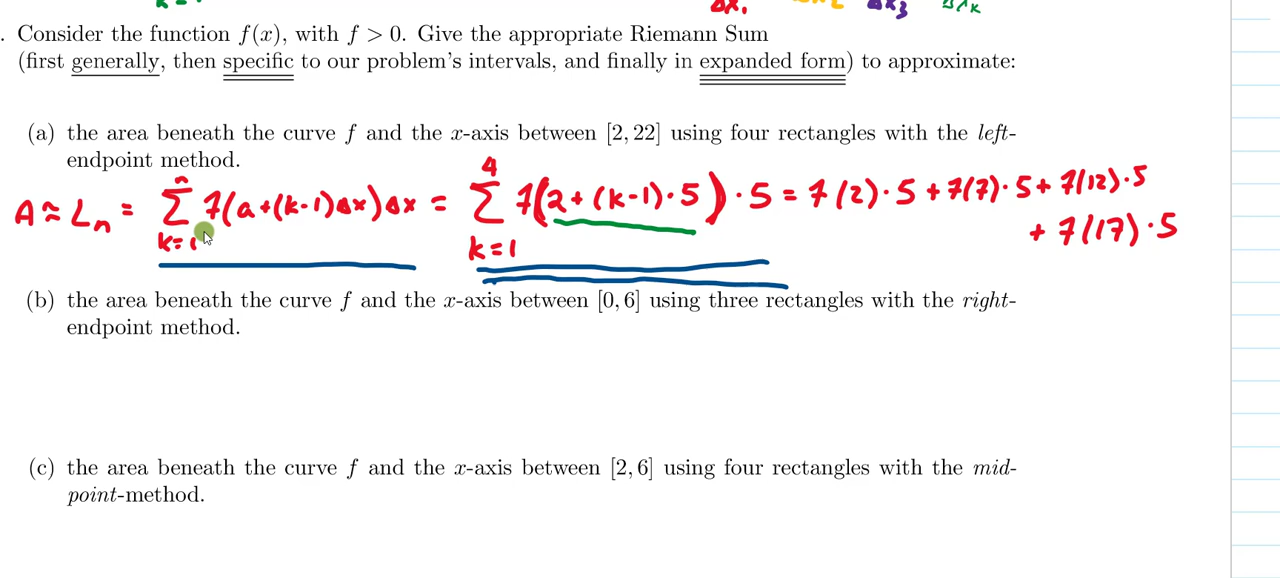 . Consider the function f(x), with f > 0. Give the appropriate Riemann Sum
(first generally, then specific to our problem's intervals, and finally in expanded form) to approximate:
(a) the area beneath the curve f and the x-axis between [2, 22] using four rectangles with the left-
endpoint method.
A ≈ Lₙ = Σ_{k=1}^{n} f(a+(k-1)Δx)Δx = Σ_{k=1}^{4} f(2+(k-1)·5)·5 = f(2)·5 + f(7)·5 + f(12)·5
+ f(17)·5
(b) the area beneath the curve f and the x-axis between [0, 6] using three rectangles with the right-
endpoint method.
(c) the area beneath the curve f and the x-axis between [2, 6] using four rectangles with the mid-
point-method.